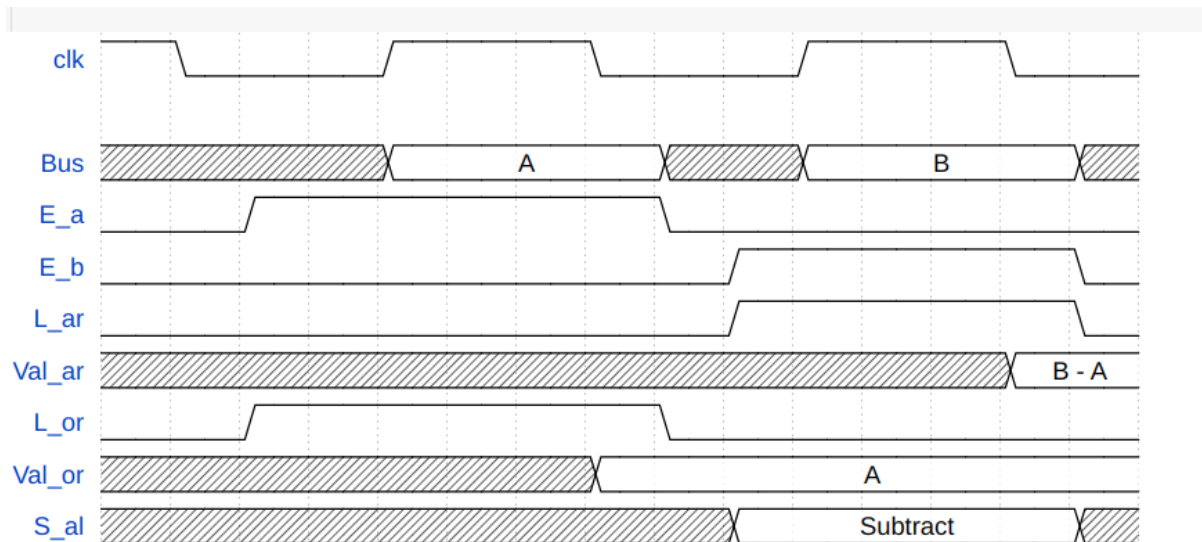 clk
Bus A B
E_a
E_b
L_ar
Val_ar B - A
L_or
Val_or A
S_al Subtract